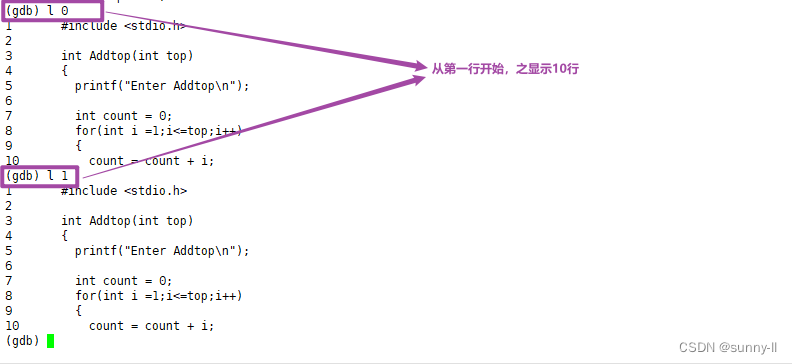 (gdb) l 0
1 #include <stdio.h>
2
3 int Addtop(int top)
4 {
5 printf("Enter Addtop\n");
6
7 int count = 0;
8 for(int i =1;i<=top;i++)
9 {
10 count = count + i;
(gdb) l 1
1 #include <stdio.h>
2
3 int Addtop(int top)
4 {
5 printf("Enter Addtop\n");
6
7 int count = 0;
8 for(int i =1;i<=top;i++)
9 {
10 count = count + i;
(gdb)
从第一行开始，之显示10行
CSDN @sunny-ll